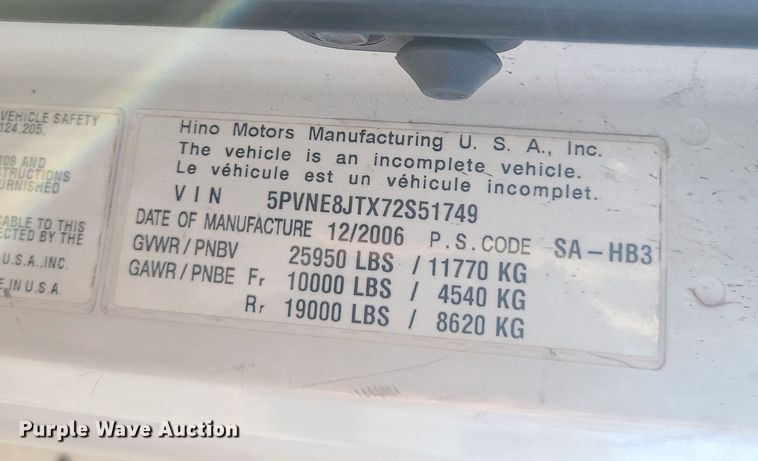 VEHICLE SAFETY
124,205,
108 AND
STRUCTIONS
URNISHED
CABLE TO THIS
ECTED BY THE
U.S.A.,INC.
E IN U.S.A
Hino Motors Manufacturing U. S. A., Inc.
The vehicle is an incomplete vehicle.
Le véhicule est un véhicule incomplet.
VIN 5PVNE8JTX72S51749
DATE OF MANUFACTURE 12/2006 P.S.CODE SA-HB3
GVWR / PNBV 25950 LBS / 11770 KG
GAWR / PNBE Fr 10000 LBS / 4540 KG
Rr 19000 LBS / 8620 KG
Purple Wave Auction